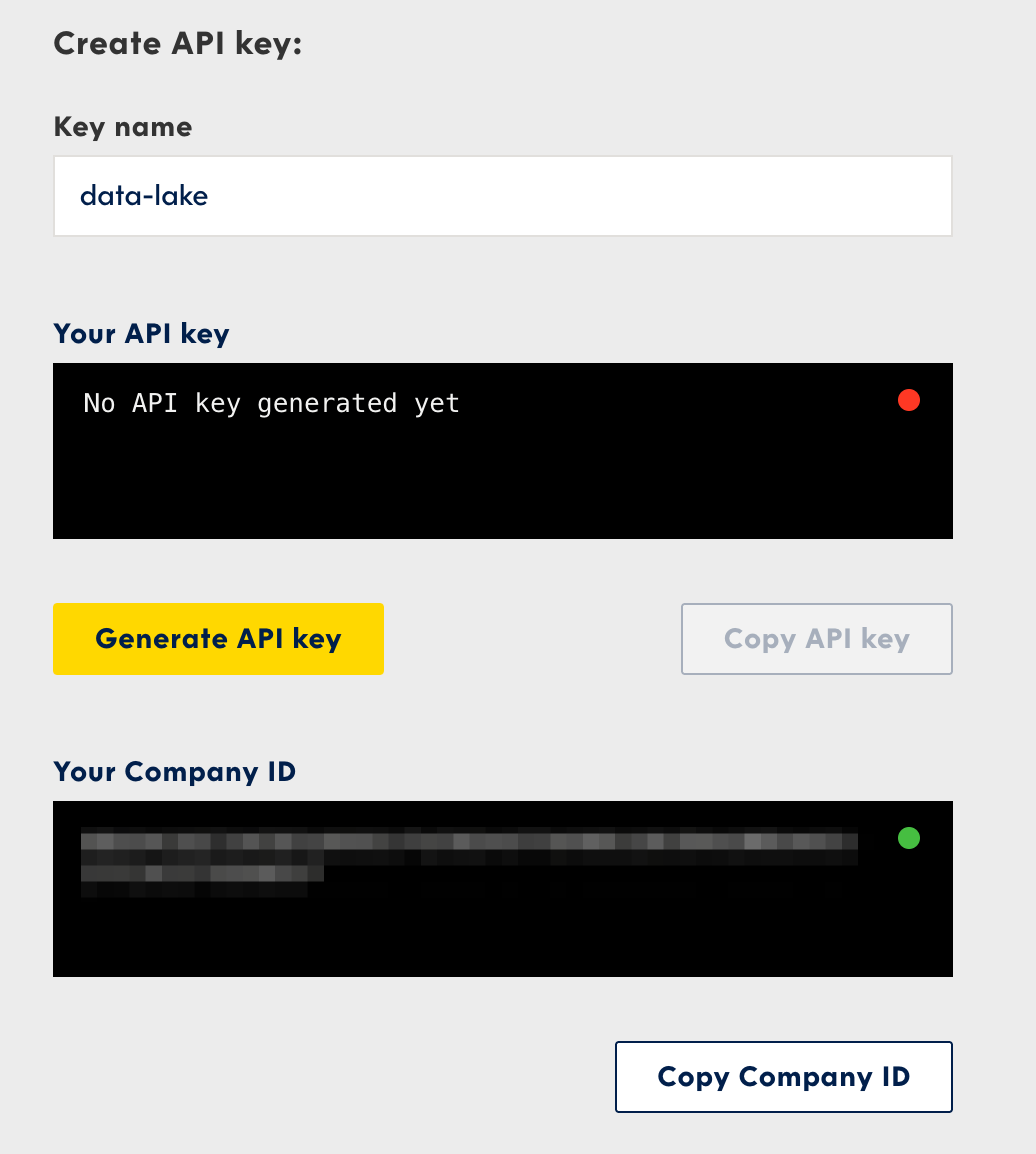 Create API key:
Key name
data-lake
Your API key
No API key generated yet
Generate API key
Copy API key
Your Company ID
Copy Company ID